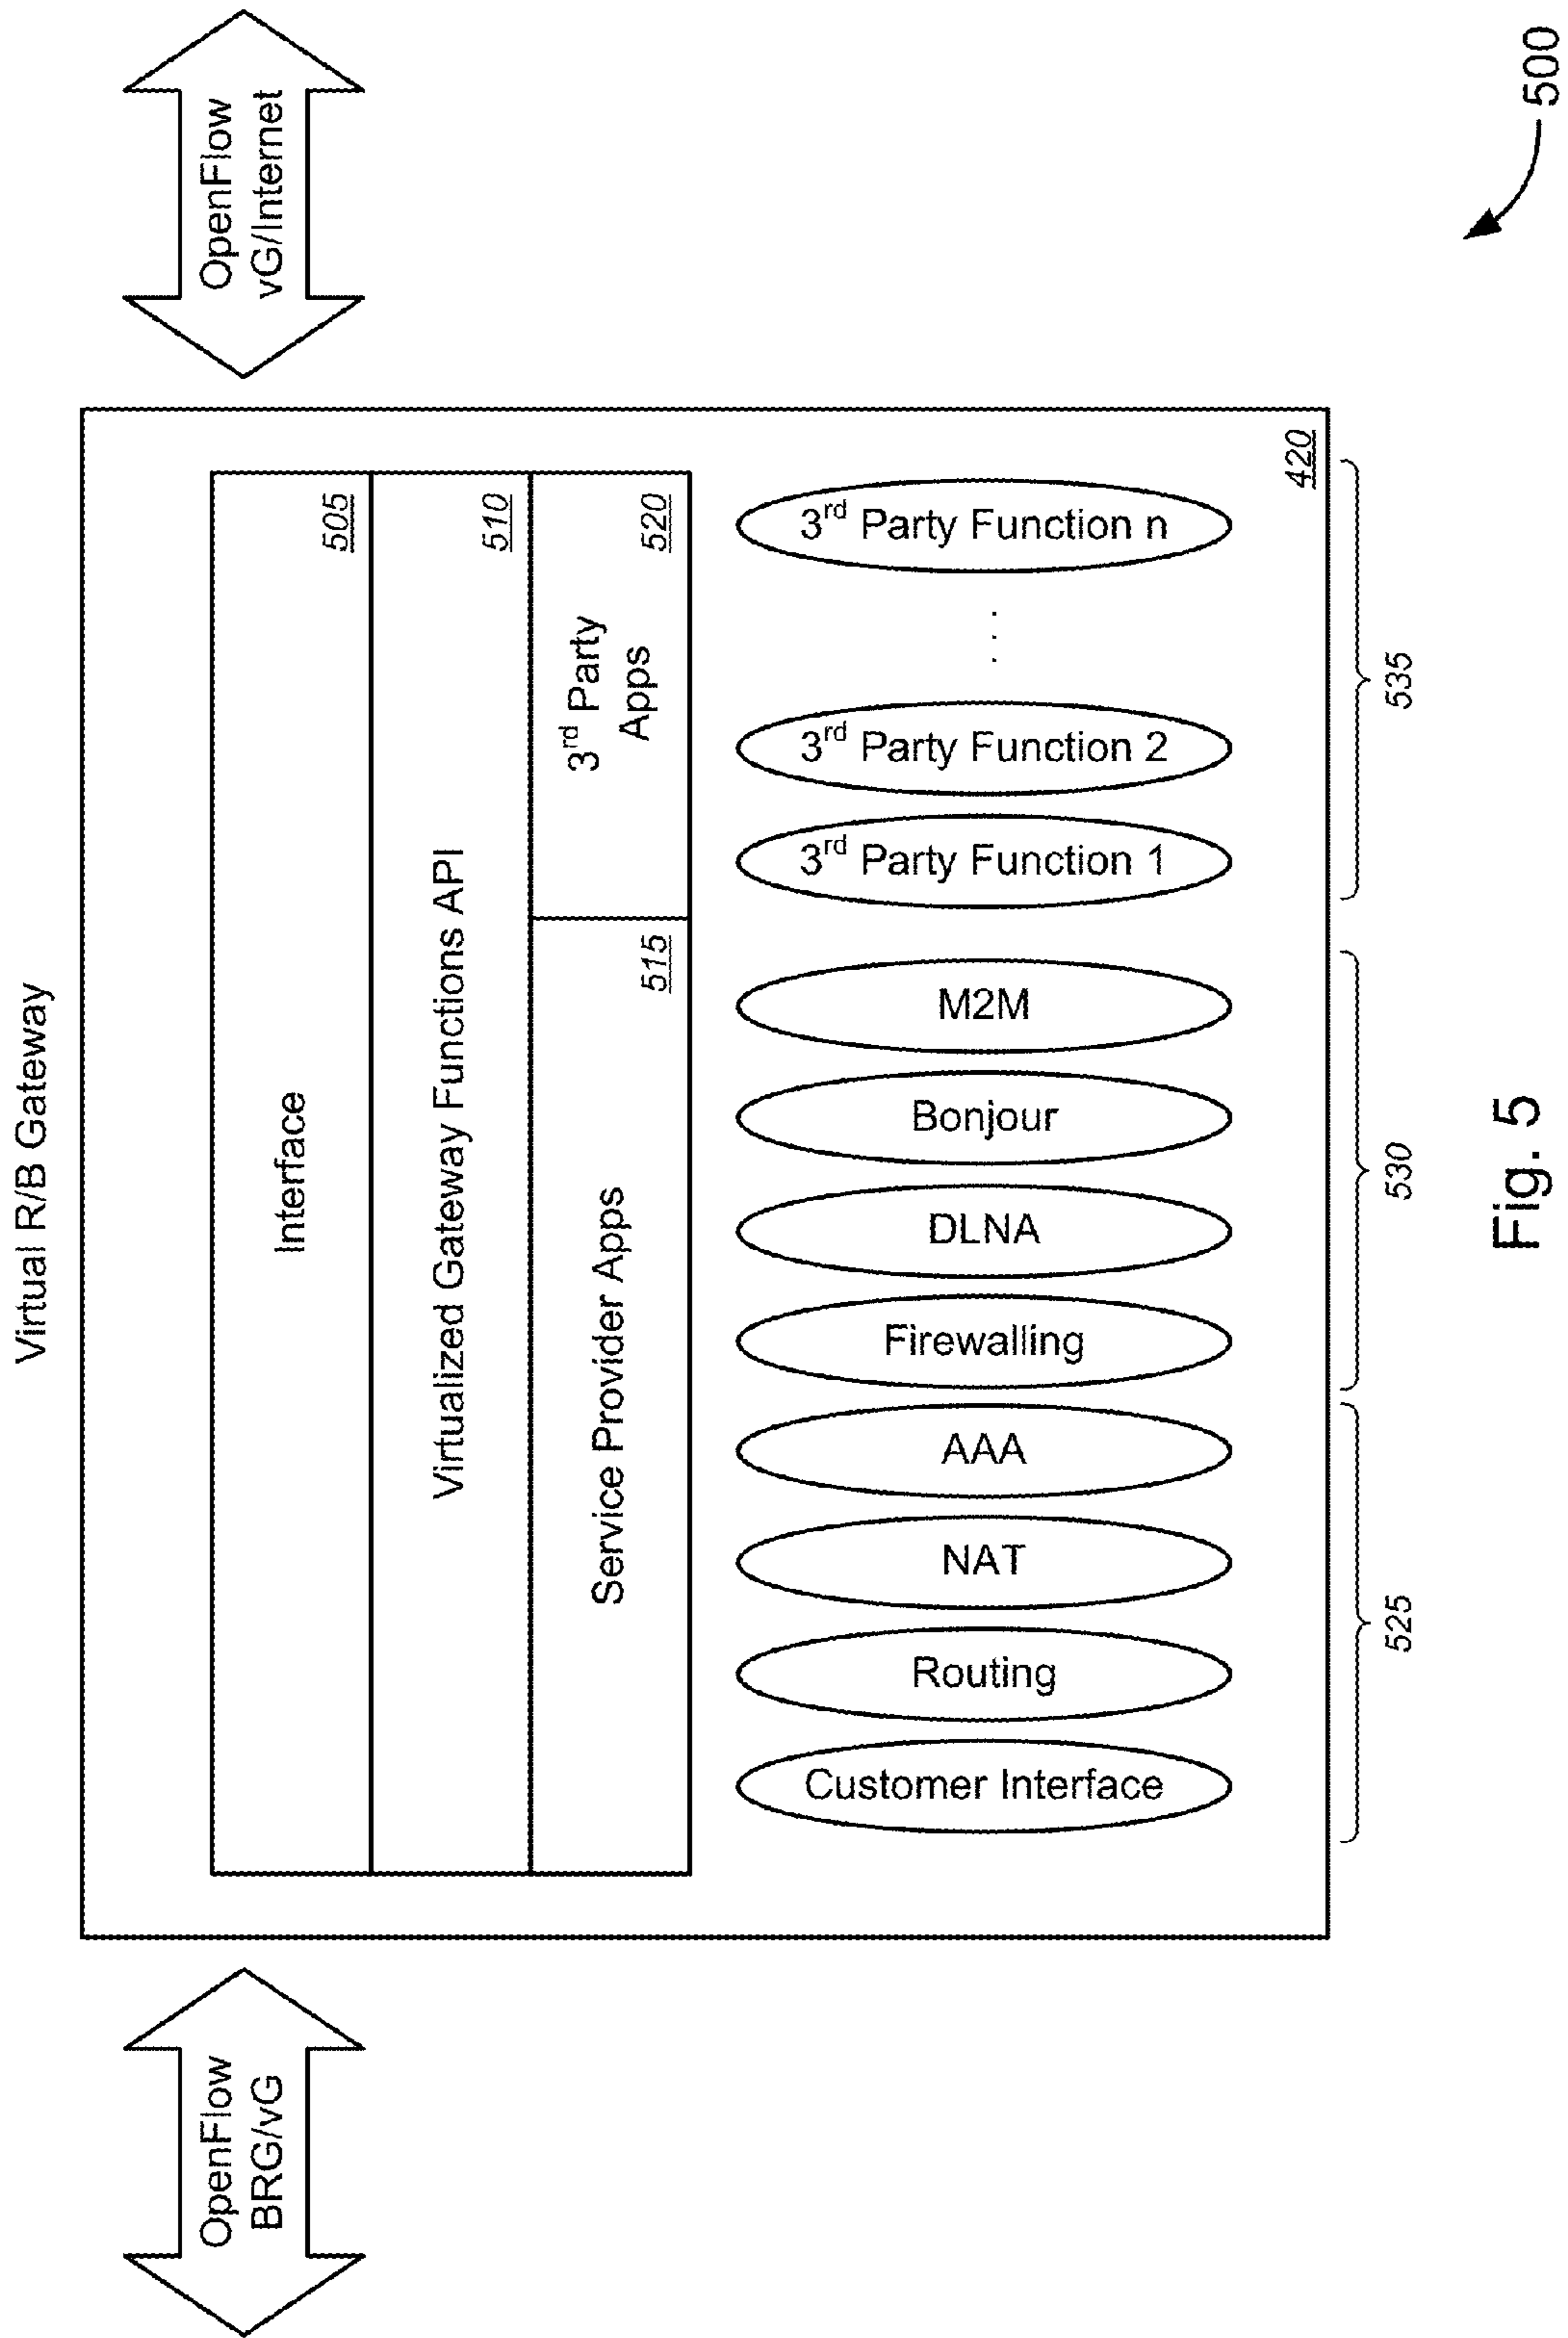 Virtual R/B Gateway
OpenFlow
BRG/vG
OpenFlow
vG/Internet
Interface
505
Virtualized Gateway Functions API
510
Service Provider Apps
515
3rd Party
Apps
520
Customer Interface
Routing
NAT
AAA
Firewalling
DLNA
Bonjour
M2M
3rd Party Function 1
3rd Party Function 2
. . .
3rd Party Function n
420
525
530
535
500
Fig. 5